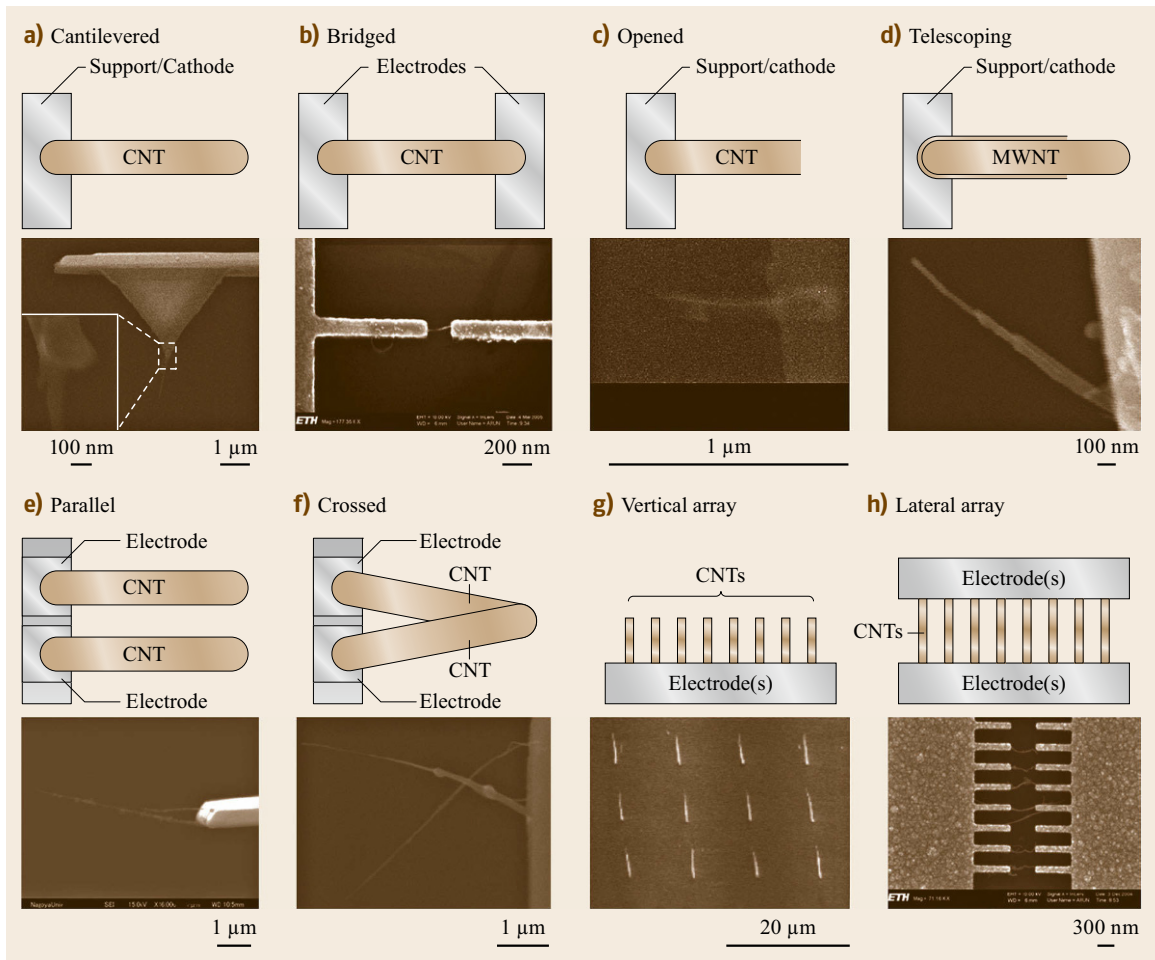 a) Cantilevered
Support/Cathode
CNT
100 nm
1 µm
b) Bridged
Electrodes
CNT
ETH
200 nm
c) Opened
Support/cathode
CNT
1 µm
d) Telescoping
Support/cathode
MWNT
100 nm
e) Parallel
Electrode
CNT
CNT
Electrode
1 µm
f) Crossed
Electrode
CNT
CNT
Electrode
1 µm
g) Vertical array
CNTs
Electrode(s)
20 µm
h) Lateral array
Electrode(s)
CNTs
Electrode(s)
ETH
300 nm